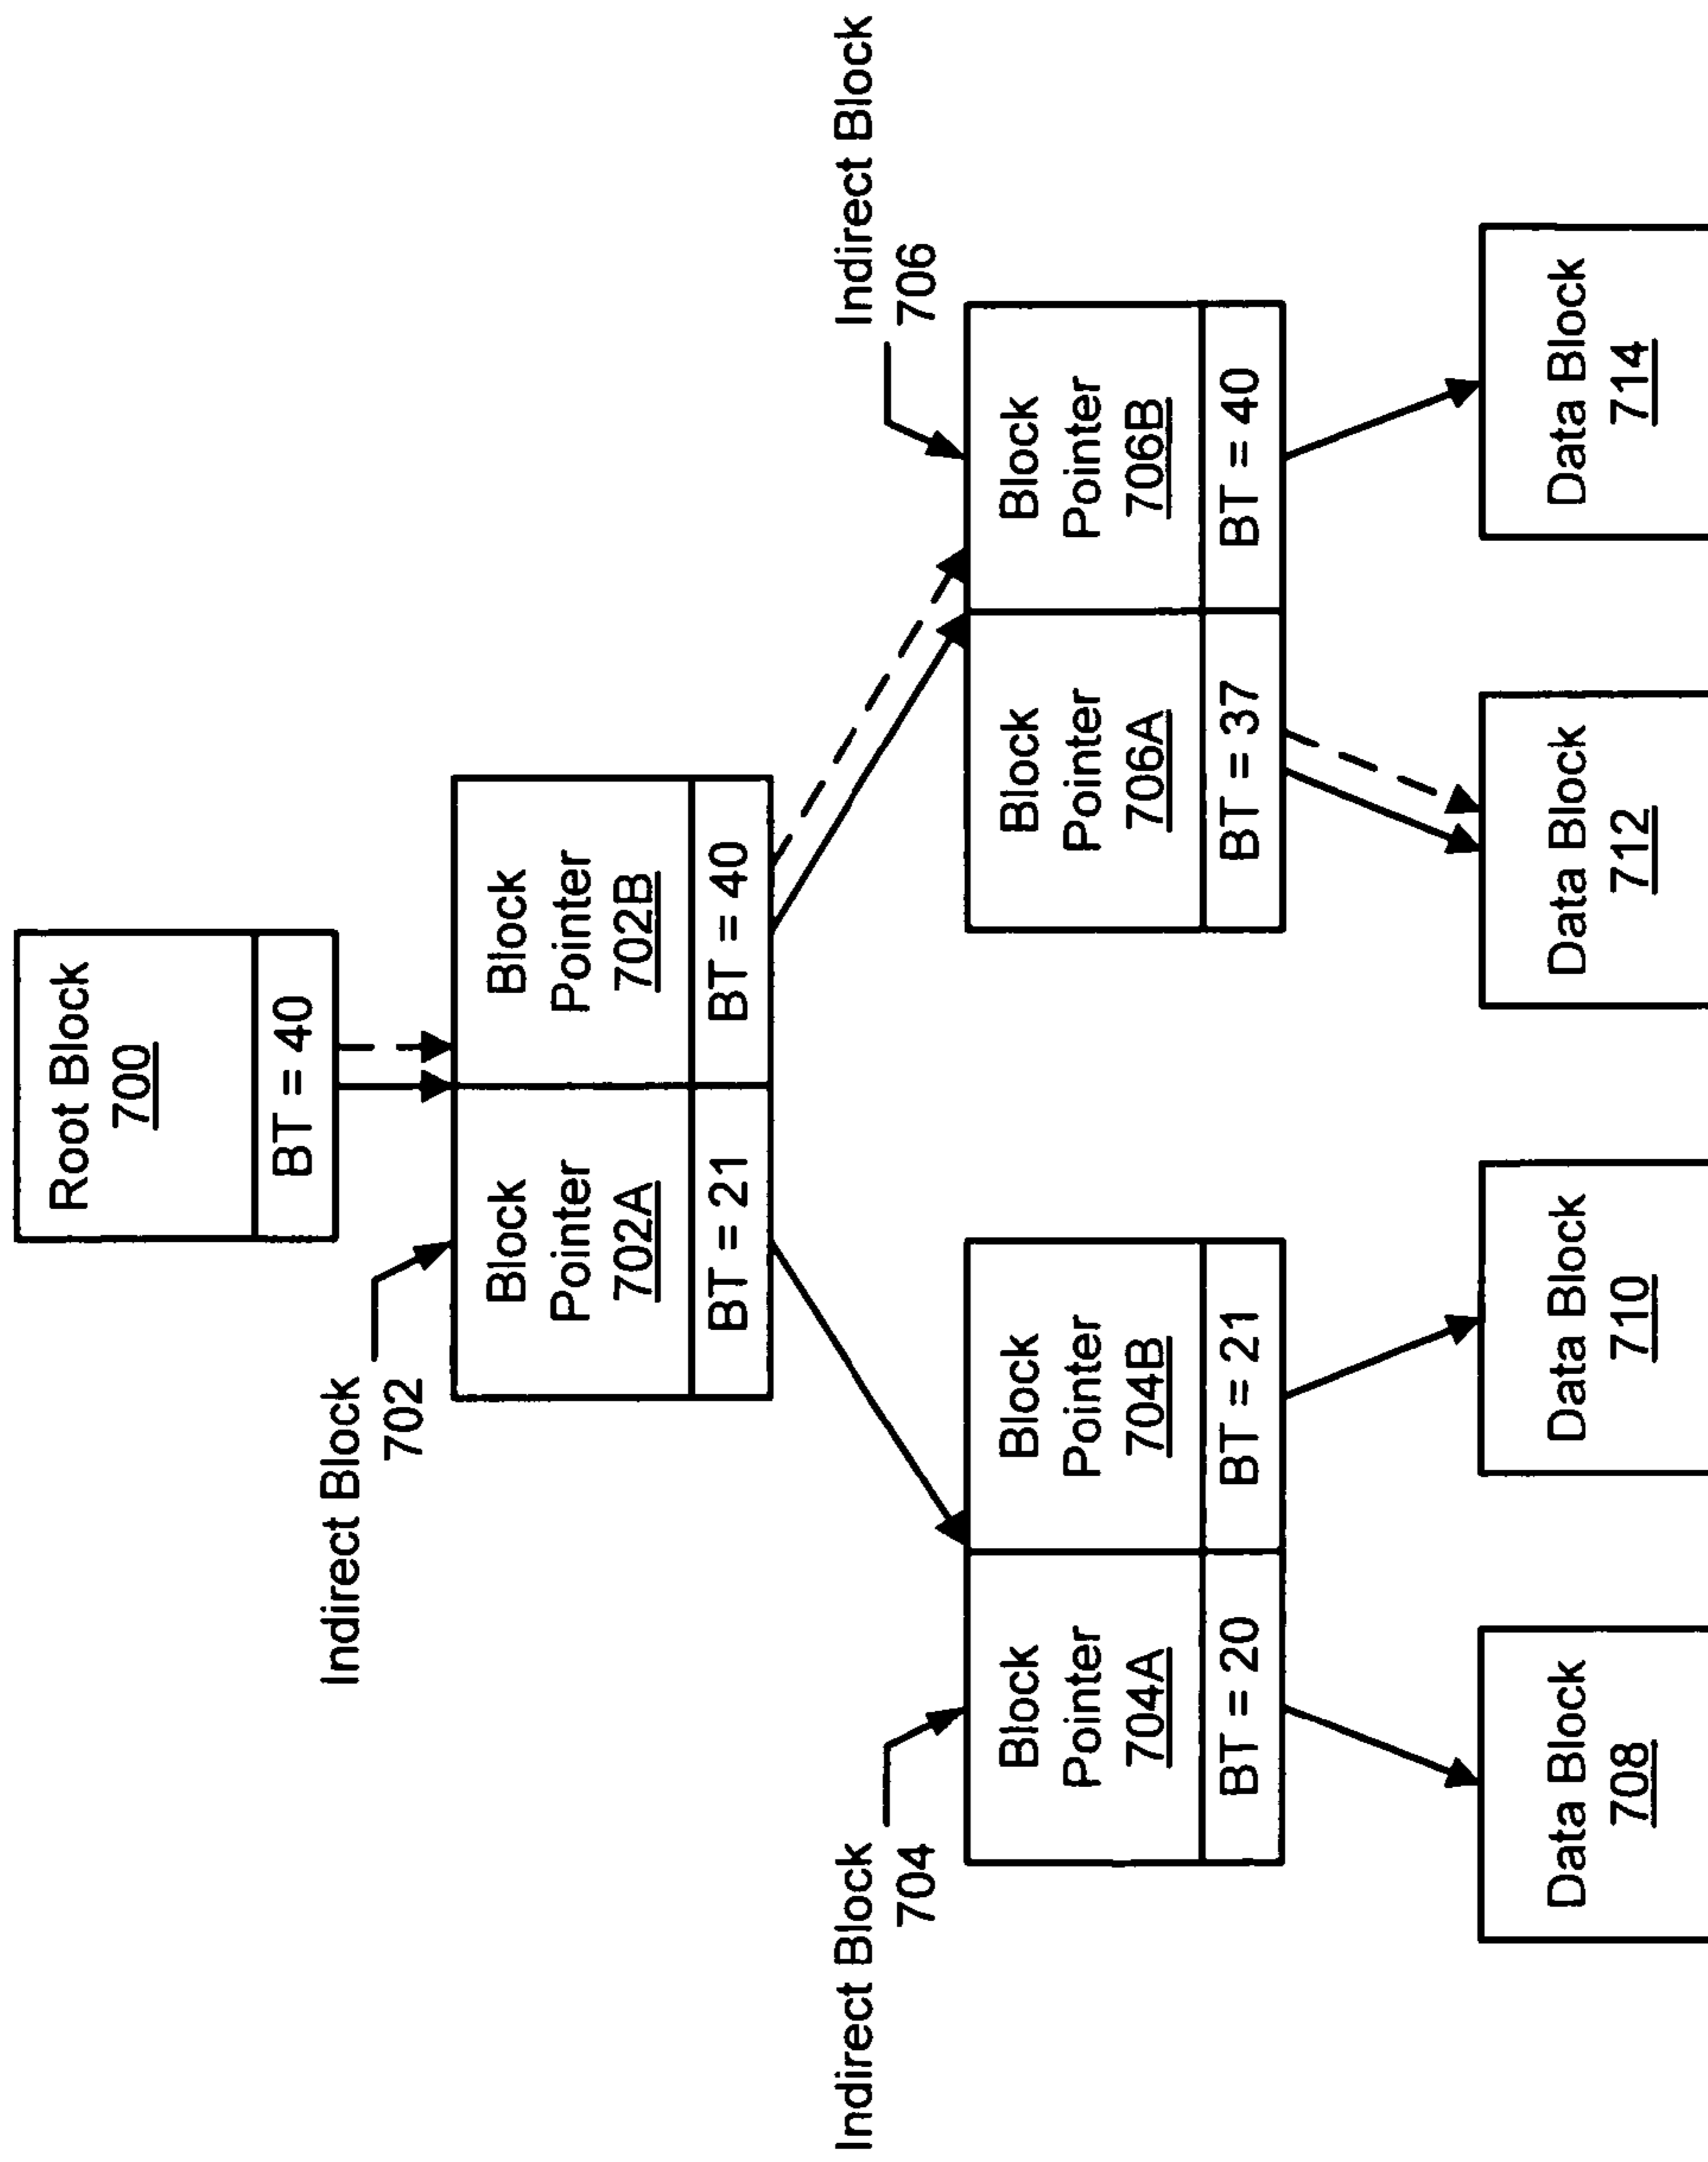 Root Block
700
BT = 40
Indirect Block
702
Block
Pointer
702A
BT = 21
Block
Pointer
702B
BT = 40
Indirect Block
704
Block
Pointer
704A
BT = 20
Block
Pointer
704B
BT = 21
Indirect Block
706
Block
Pointer
706A
BT = 37
Block
Pointer
706B
BT = 40
Data Block
708
Data Block
710
Data Block
712
Data Block
714